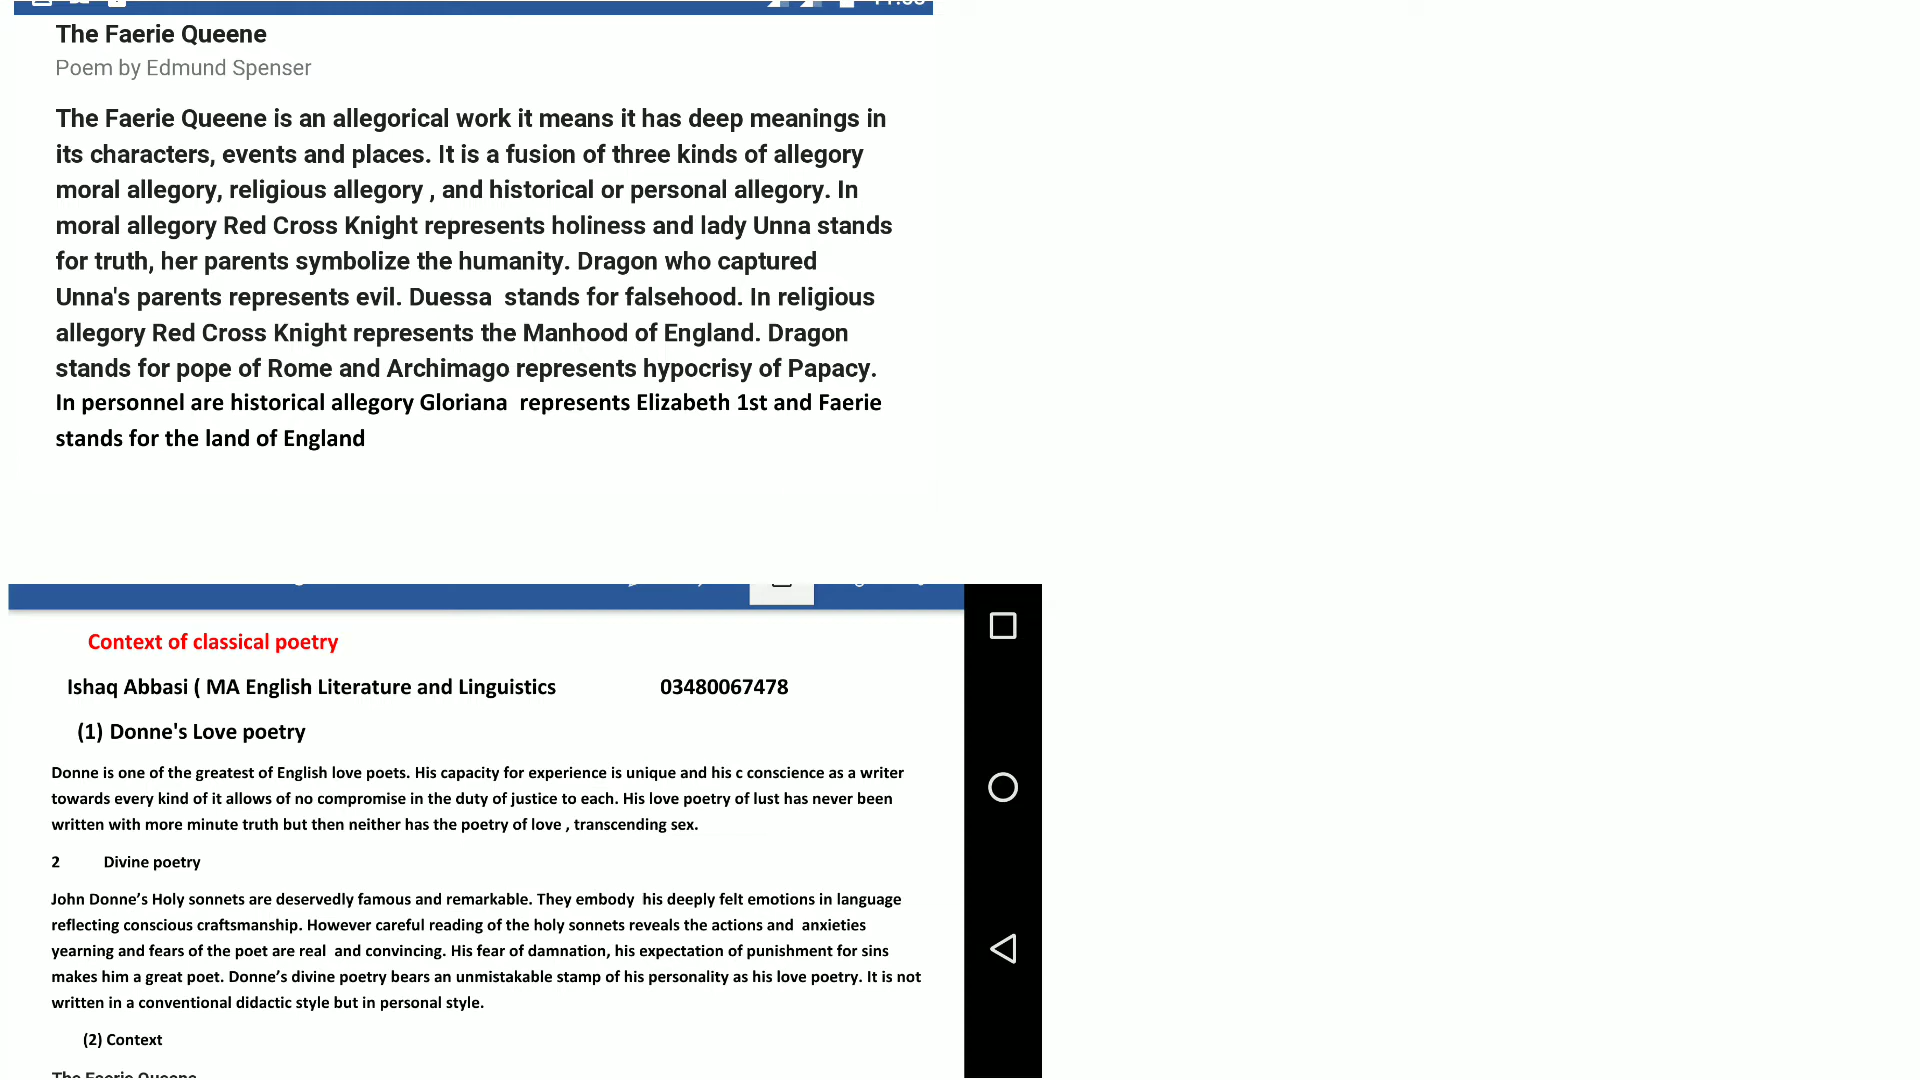 The Faerie Queene
Poem by Edmund Spenser
The Faerie Queene is an allegorical work it means it has deep meanings in
its characters, events and places. It is a fusion of three kinds of allegory
moral allegory, religious allegory , and historical or personal allegory. In
moral allegory Red Cross Knight represents holiness and lady Unna stands
for truth, her parents symbolize the humanity. Dragon who captured
Unna's parents represents evil. Duessa  stands for falsehood. In religious
allegory Red Cross Knight represents the Manhood of England. Dragon
stands for pope of Rome and Archimago represents hypocrisy of Papacy.
In personnel are historical allegory Gloriana  represents Elizabeth 1st and Faerie
stands for the land of England
Context of classical poetry
Ishaq Abbasi ( MA English Literature and Linguistics 03480067478
(1) Donne's Love poetry
Donne is one of the greatest of English love poets. His capacity for experience is unique and his c conscience as a writer
towards every kind of it allows of no compromise in the duty of justice to each. His love poetry of lust has never been
written with more minute truth but then neither has the poetry of love , transcending sex.
2 Divine poetry
John Donne’s Holy sonnets are deservedly famous and remarkable. They embody  his deeply felt emotions in language
reflecting conscious craftsmanship. However careful reading of the holy sonnets reveals the actions and  anxieties
yearning and fears of the poet are real  and convincing. His fear of damnation, his expectation of punishment for sins
makes him a great poet. Donne’s divine poetry bears an unmistakable stamp of his personality as his love poetry. It is not
written in a conventional didactic style but in personal style.
(2) Context
The Faerie Queene